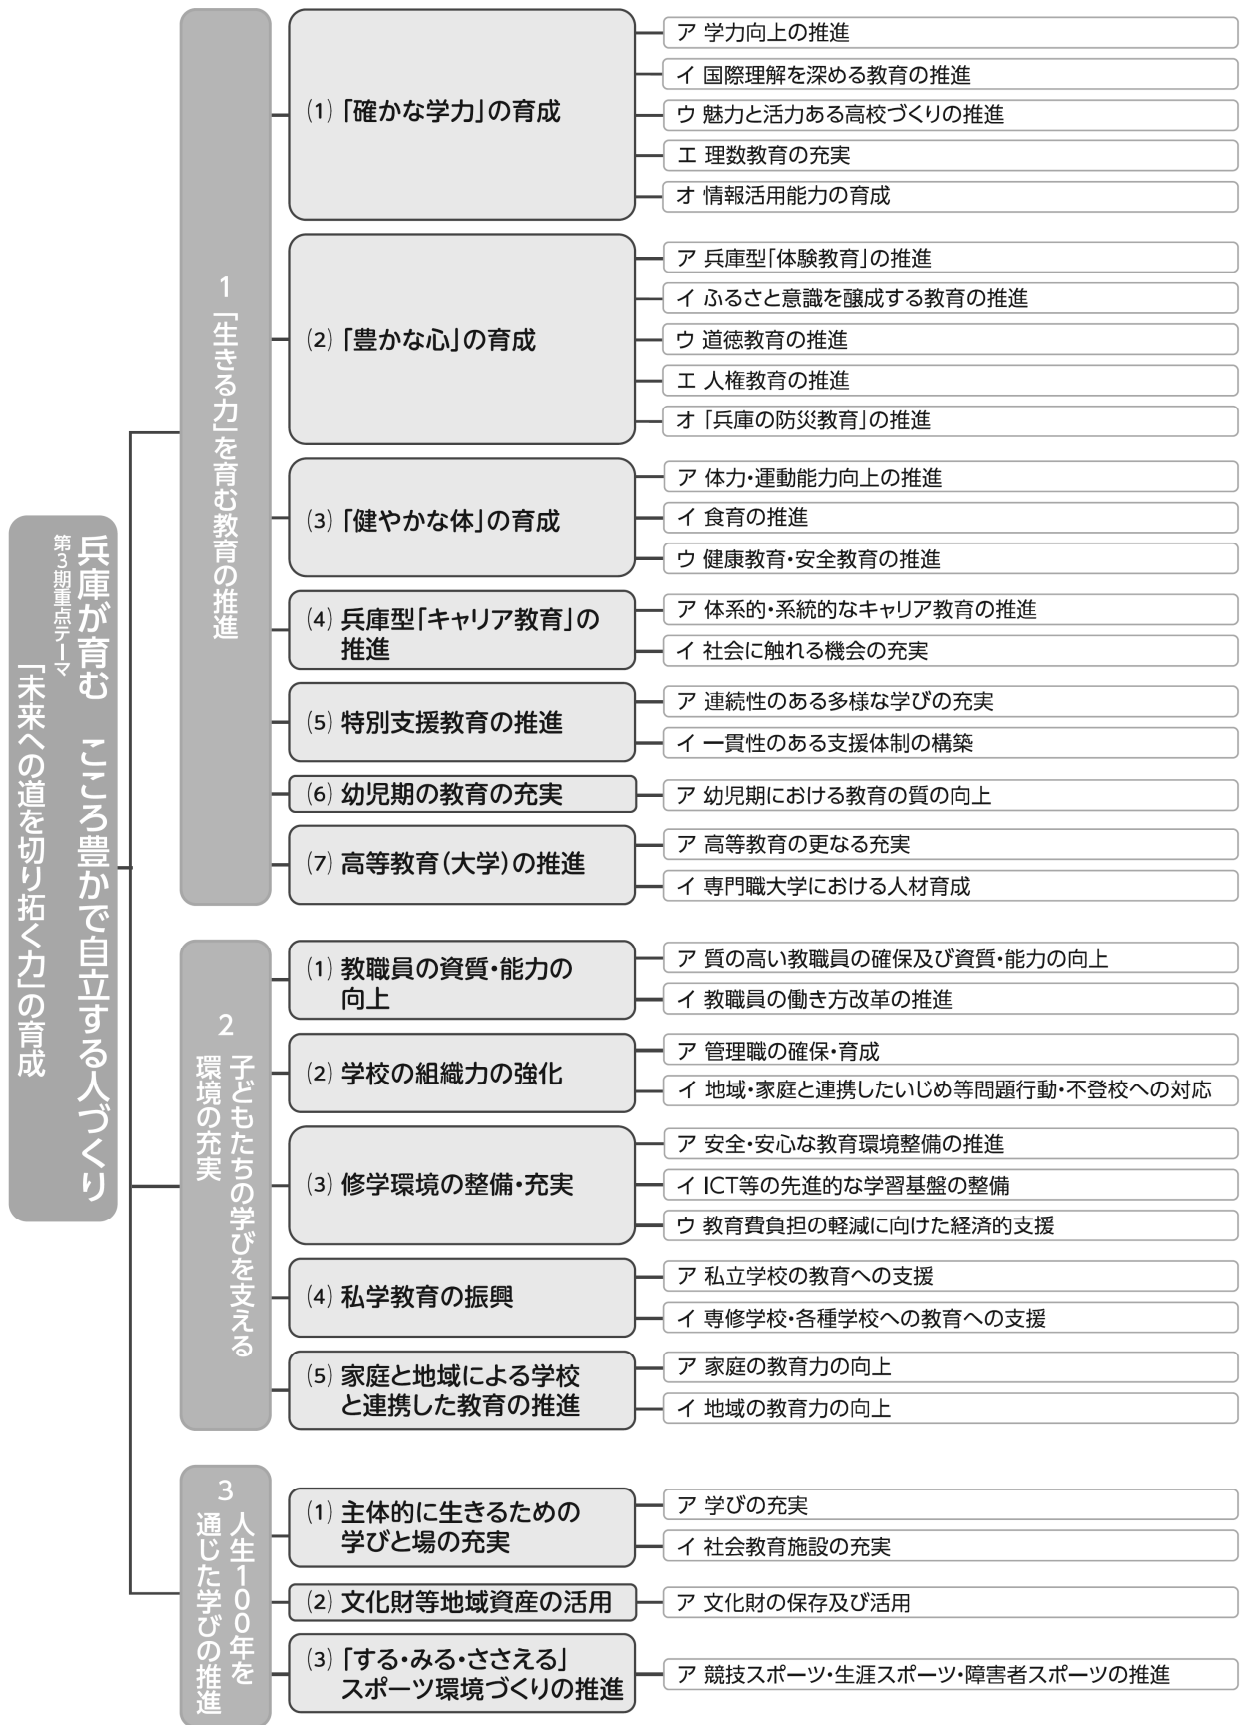 兵庫が育む　こころ豊かで自立する人づくり
第3期重点テーマ
「未来への道を切り拓く力」の育成
1 「生きる力」を育む教育の推進
(1) 「確かな学力」の育成
ア 学力向上の推進
イ 国際理解を深める教育の推進
ウ 魅力と活力ある高校づくりの推進
エ 理数教育の充実
オ 情報活用能力の育成
(2) 「豊かな心」の育成
ア 兵庫型「体験教育」の推進
イ ふるさと意識を醸成する教育の推進
ウ 道徳教育の推進
エ 人権教育の推進
オ 「兵庫の防災教育」の推進
(3) 「健やかな体」の育成
ア 体力・運動能力向上の推進
イ 食育の推進
ウ 健康教育・安全教育の推進
(4) 兵庫型「キャリア教育」の
推進
ア 体系的・系統的なキャリア教育の推進
イ 社会に触れる機会の充実
(5) 特別支援教育の推進
ア 連続性のある多様な学びの充実
イ 一貫性のある支援体制の構築
(6) 幼児期の教育の充実
ア 幼児期における教育の質の向上
(7) 高等教育（大学）の推進
ア 高等教育の更なる充実
イ 専門職大学における人材育成
2 子どもたちの学びを支える
環境の充実
(1) 教職員の資質・能力の
向上
ア 質の高い教職員の確保及び資質・能力の向上
イ 教職員の働き方改革の推進
(2) 学校の組織力の強化
ア 管理職の確保・育成
イ 地域・家庭と連携したいじめ等問題行動・不登校への対応
(3) 修学環境の整備・充実
ア 安全・安心な教育環境整備の推進
イ ICT等の先進的な学習基盤の整備
ウ 教育費負担の軽減に向けた経済的支援
(4) 私学教育の振興
ア 私立学校の教育への支援
イ 専修学校・各種学校への教育への支援
(5) 家庭と地域による学校
と連携した教育の推進
ア 家庭の教育力の向上
イ 地域の教育力の向上
3 人生100年を
通じた学びの推進
(1) 主体的に生きるための
学びと場の充実
ア 学びの充実
イ 社会教育施設の充実
(2) 文化財等地域資産の活用
ア 文化財の保存及び活用
(3) 「する・みる・ささえる」
スポーツ環境づくりの推進
ア 競技スポーツ・生涯スポーツ・障害者スポーツの推進